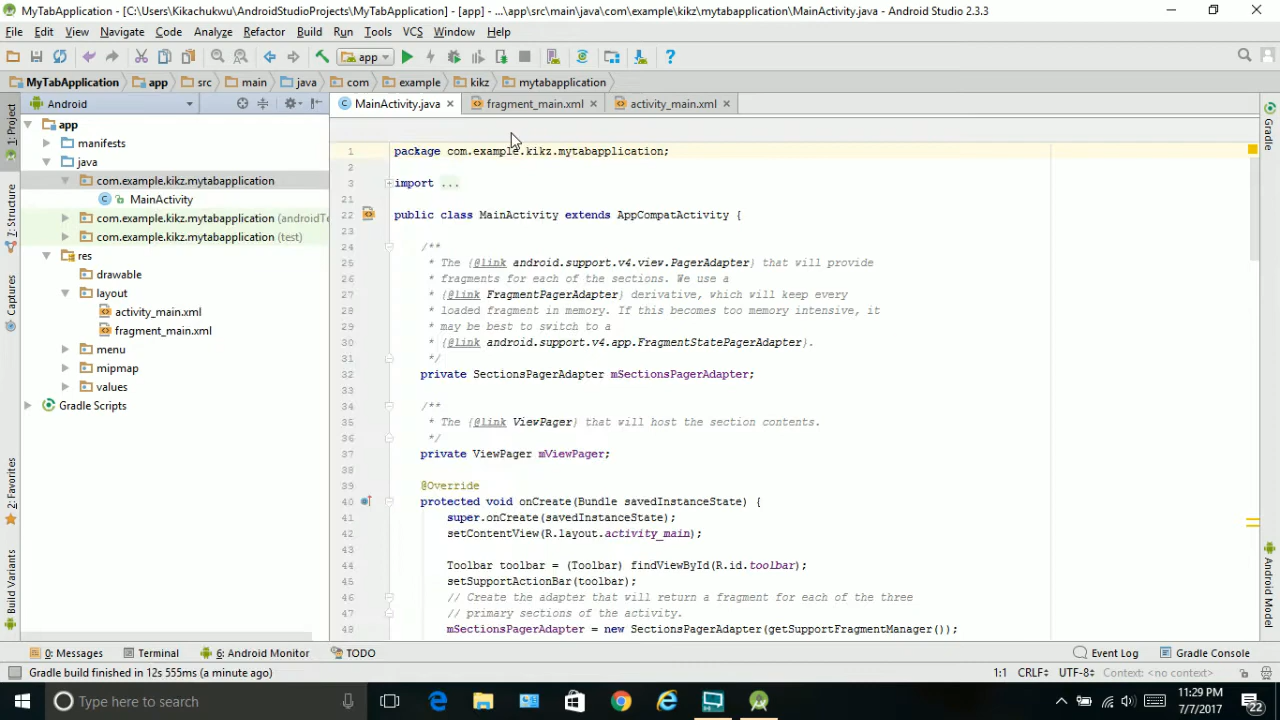 MyTabApplication - [C:\Users\Kikachukwu\AndroidStudioProjects\MyTabApplication] - [app] - ...\app\src\main\java\com\example\kikz\mytabapplication\MainActivity.java - Android Studio 2.3.3
File Edit View Navigate Code Analyze Refactor Build Run Tools VCS Window Help
app
MyTabApplication app src main java com example kikz mytabapplication
Android
MainActivity.java fragment_main.xml activity_main.xml
1: Project
Z: Structure
Captures
2: Favorites
Build Variants
app
manifests
java
com.example.kikz.mytabapplication
MainActivity
com.example.kikz.mytabapplication (androidTe
com.example.kikz.mytabapplication (test)
res
drawable
layout
activity_main.xml
fragment_main.xml
menu
mipmap
values
Gradle Scripts
1 package com.example.kikz.mytabapplication;
2
3 import ...
21
22 public class MainActivity extends AppCompatActivity {
23
24 /**
25 * The {@link android.support.v4.view.PagerAdapter} that will provide
26 * fragments for each of the sections. We use a
27 * {@link FragmentPagerAdapter} derivative, which will keep every
28 * loaded fragment in memory. If this becomes too memory intensive, it
29 * may be best to switch to a
30 * {@link android.support.v4.app.FragmentStatePagerAdapter}.
31 */
32 private SectionsPagerAdapter mSectionsPagerAdapter;
33
34 /**
35 * The {@link ViewPager} that will host the section contents.
36 */
37 private ViewPager mViewPager;
38
39 @Override
40 protected void onCreate(Bundle savedInstanceState) {
41 super.onCreate(savedInstanceState);
42 setContentView(R.layout.activity_main);
43
44 Toolbar toolbar = (Toolbar) findViewById(R.id.toolbar);
45 setSupportActionBar(toolbar);
46 // Create the adapter that will return a fragment for each of the three
47 // primary sections of the activity.
48 mSectionsPagerAdapter = new SectionsPagerAdapter(getSupportFragmentManager());
Gradle
Android Model
0: Messages Terminal 6: Android Monitor TODO Event Log Gradle Console
Gradle build finished in 12s 555ms (a minute ago) 1:1 CRLF UTF-8 Context: <no context>
Type here to search
11:29 PM
7/7/2017
22